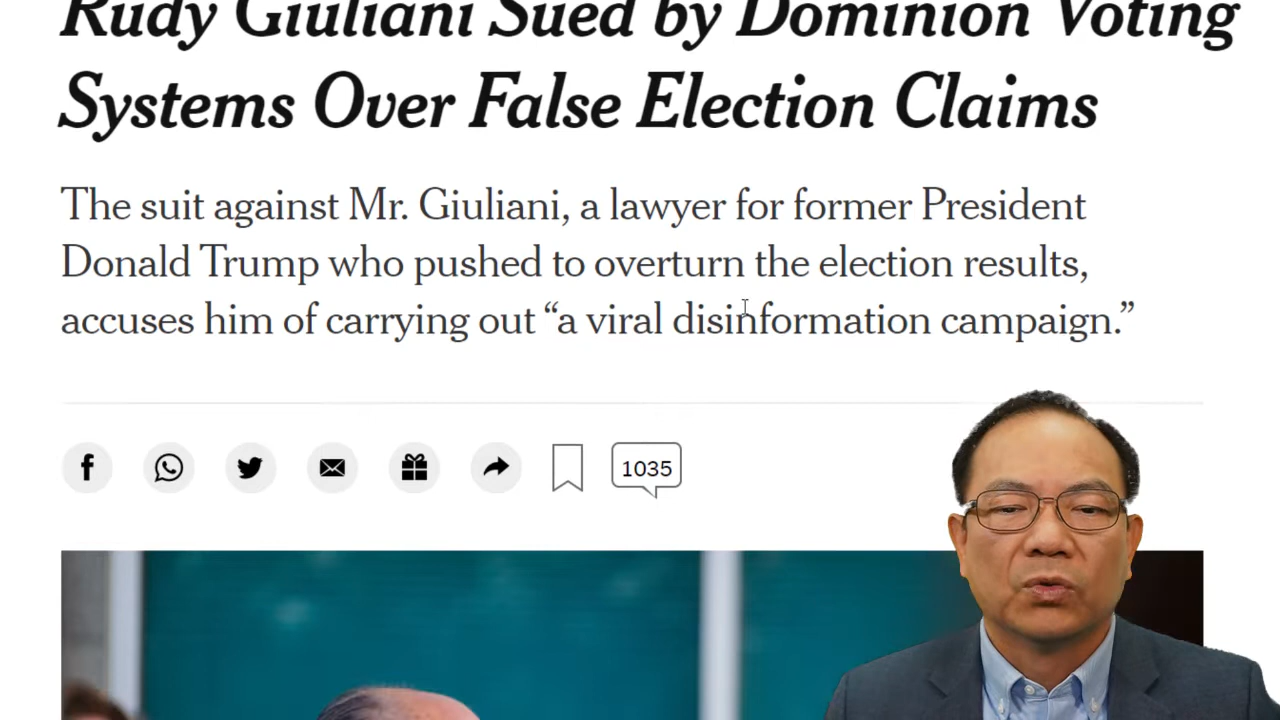 Rudy Giuliani Sued by Dominion Voting
Systems Over False Election Claims
The suit against Mr. Giuliani, a lawyer for former President
Donald Trump who pushed to overturn the election results,
accuses him of carrying out “a viral disinformation campaign.”
1035